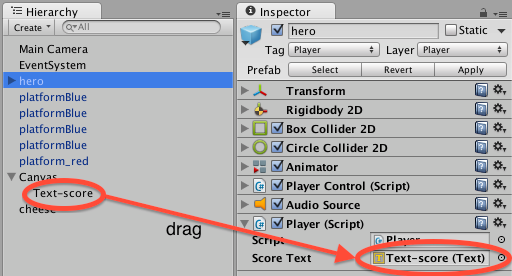 Hierarchy
Create
All
Main Camera
EventSystem
hero
platformBlue
platformBlue
platformBlue
platformBlue
platform_red
Canvas
Text-score
cheese
drag
Inspector
hero
Static
Tag Player Layer Player
Prefab Select Revert Apply
Transform
Rigidbody 2D
Box Collider 2D
Circle Collider 2D
Animator
Player Control (Script)
Audio Source
Player (Script)
Script Player
Score Text Text-score (Text)